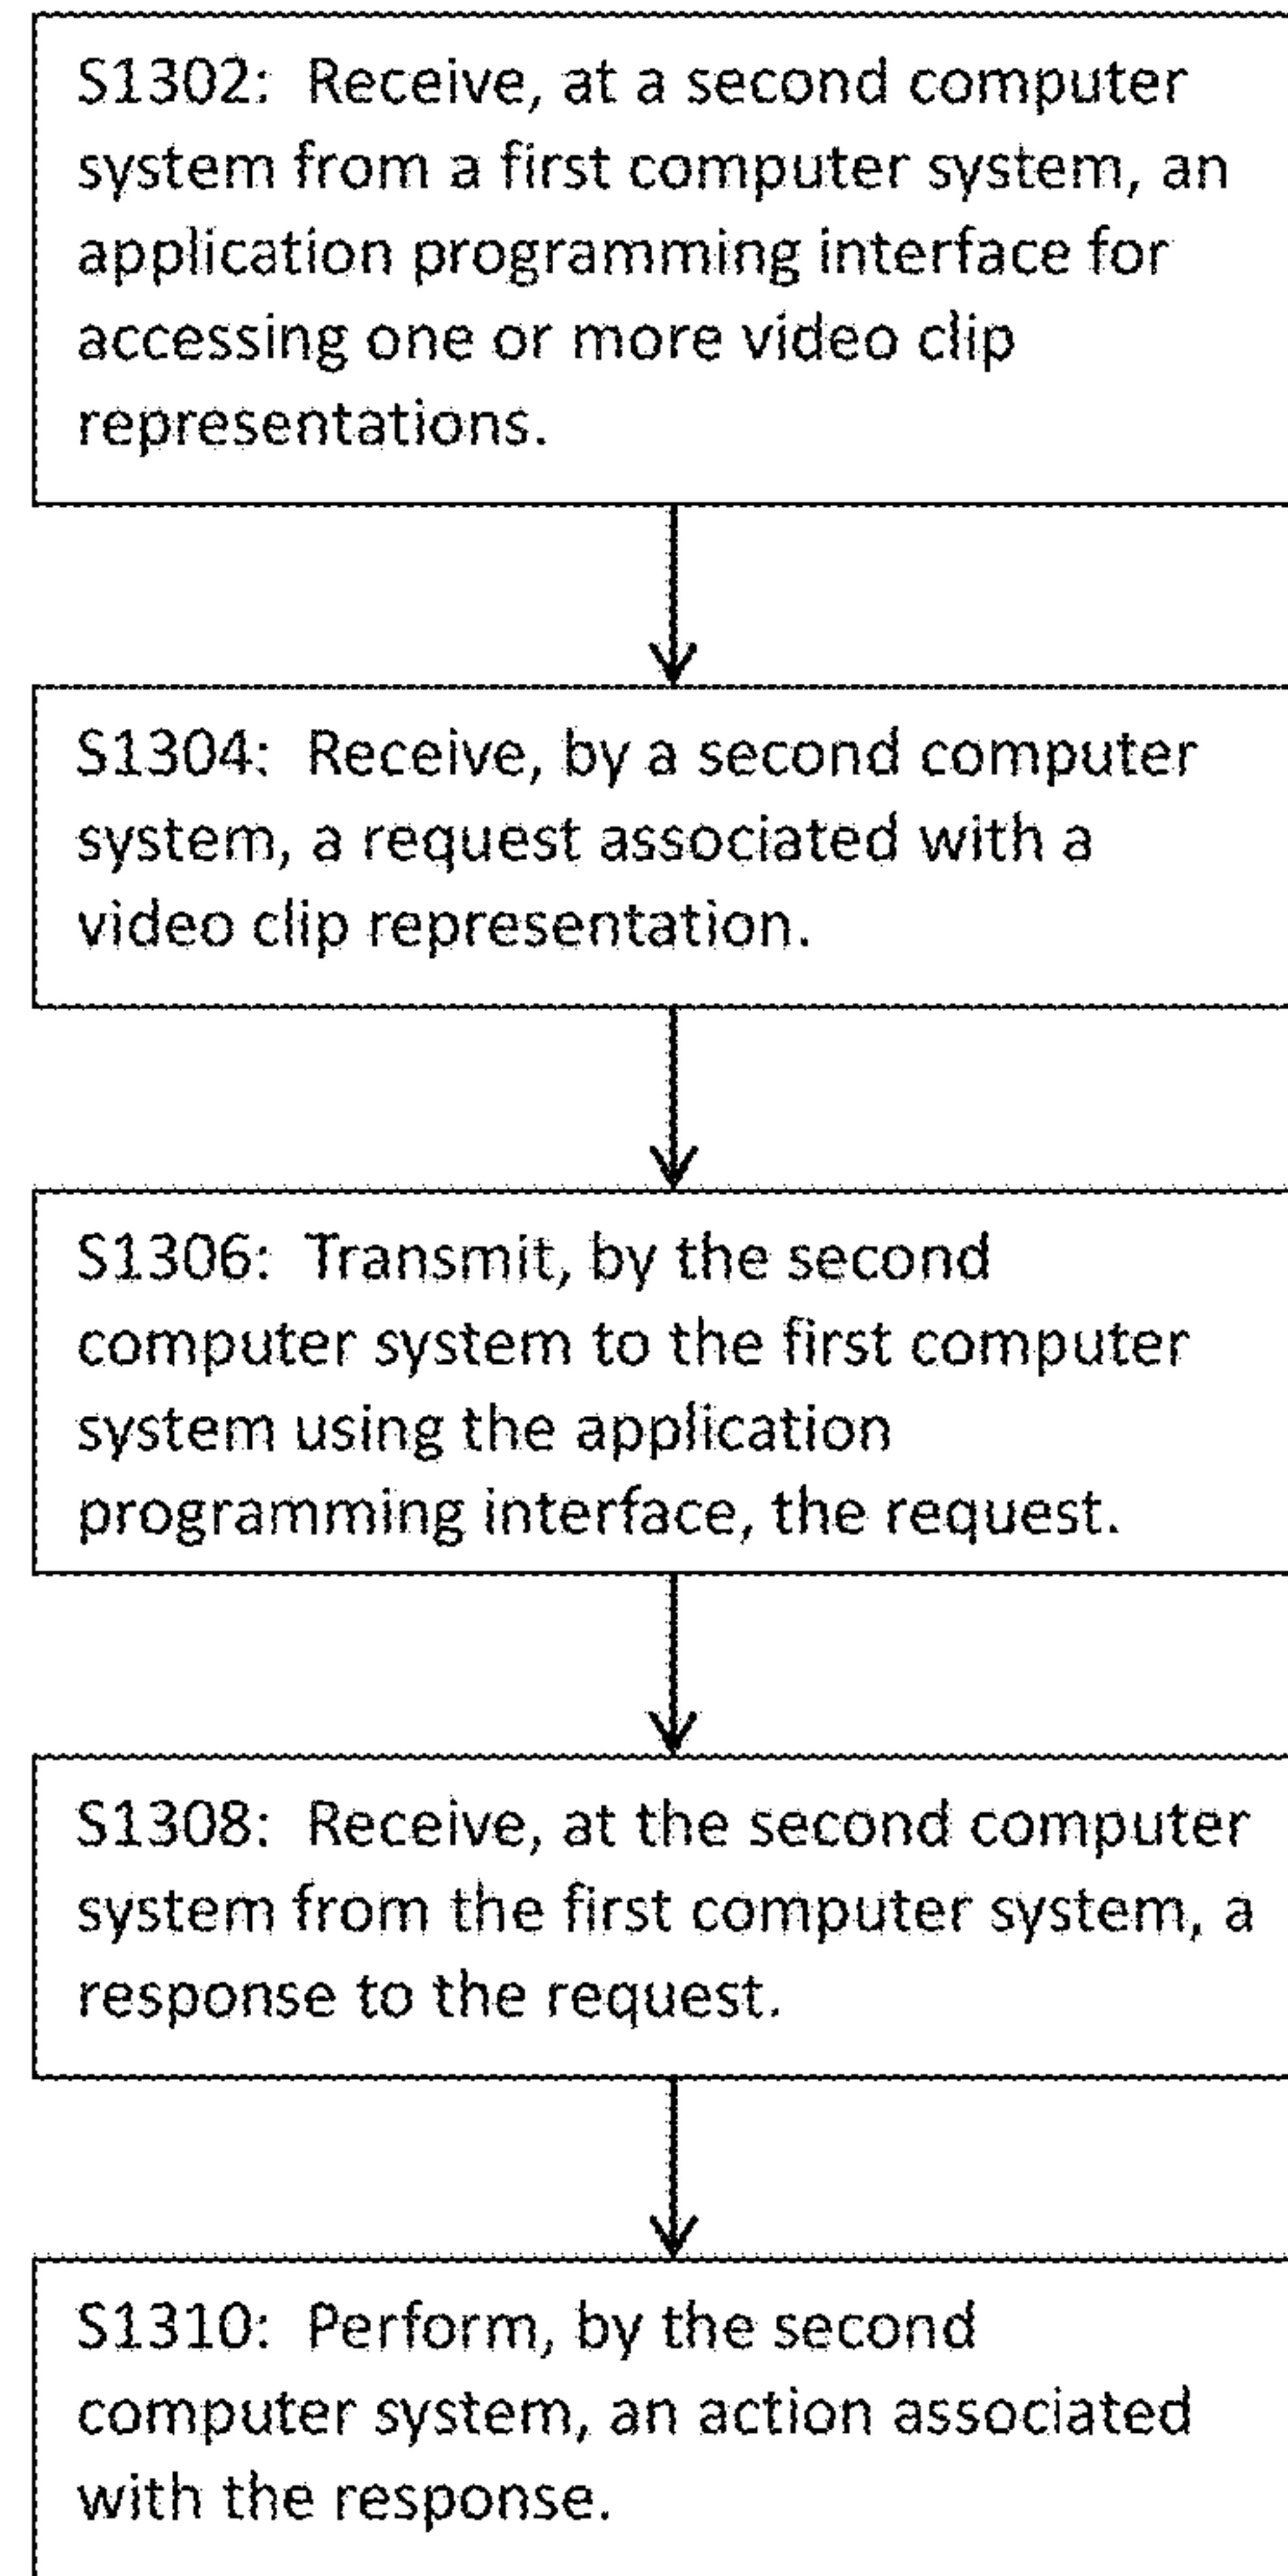 S1302: Receive, at a second computer
system from a first computer system, an
application programming interface for
accessing one or more video clip
representations.
S1304: Receive, by a second computer
system, a request associated with a
video clip representation.
S1306: Transmit, by the second
computer system to the first computer
system using the application
programming interface, the request.
S1308: Receive, at the second computer
system from the first computer system, a
response to the request.
S1310: Perform, by the second
computer system, an action associated
with the response.